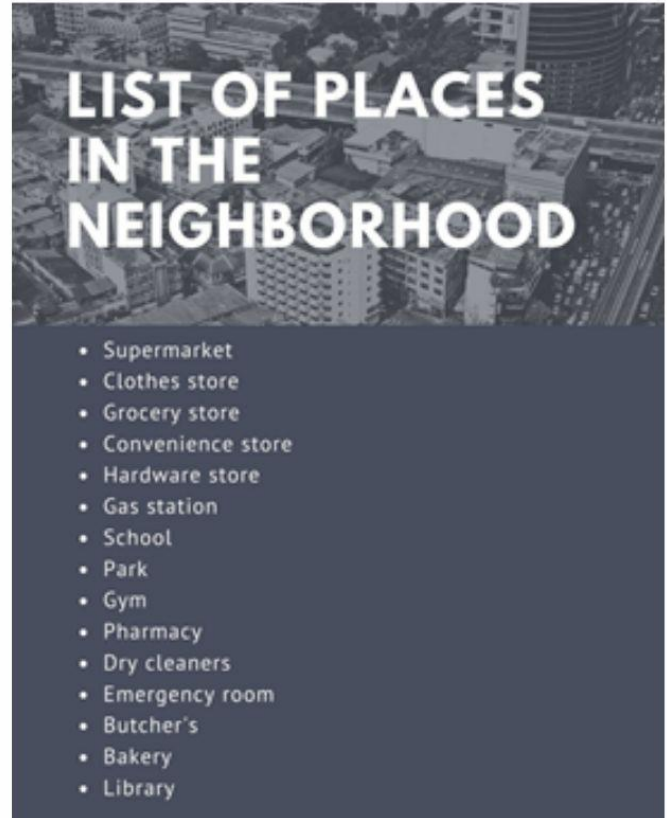 LIST OF PLACES
IN THE
NEIGHBORHOOD
• Supermarket
• Clothes store
• Grocery store
• Convenience store
• Hardware store
• Gas station
• School
• Park
• Gym
• Pharmacy
• Dry cleaners
• Emergency room
• Butcher's
• Bakery
• Library